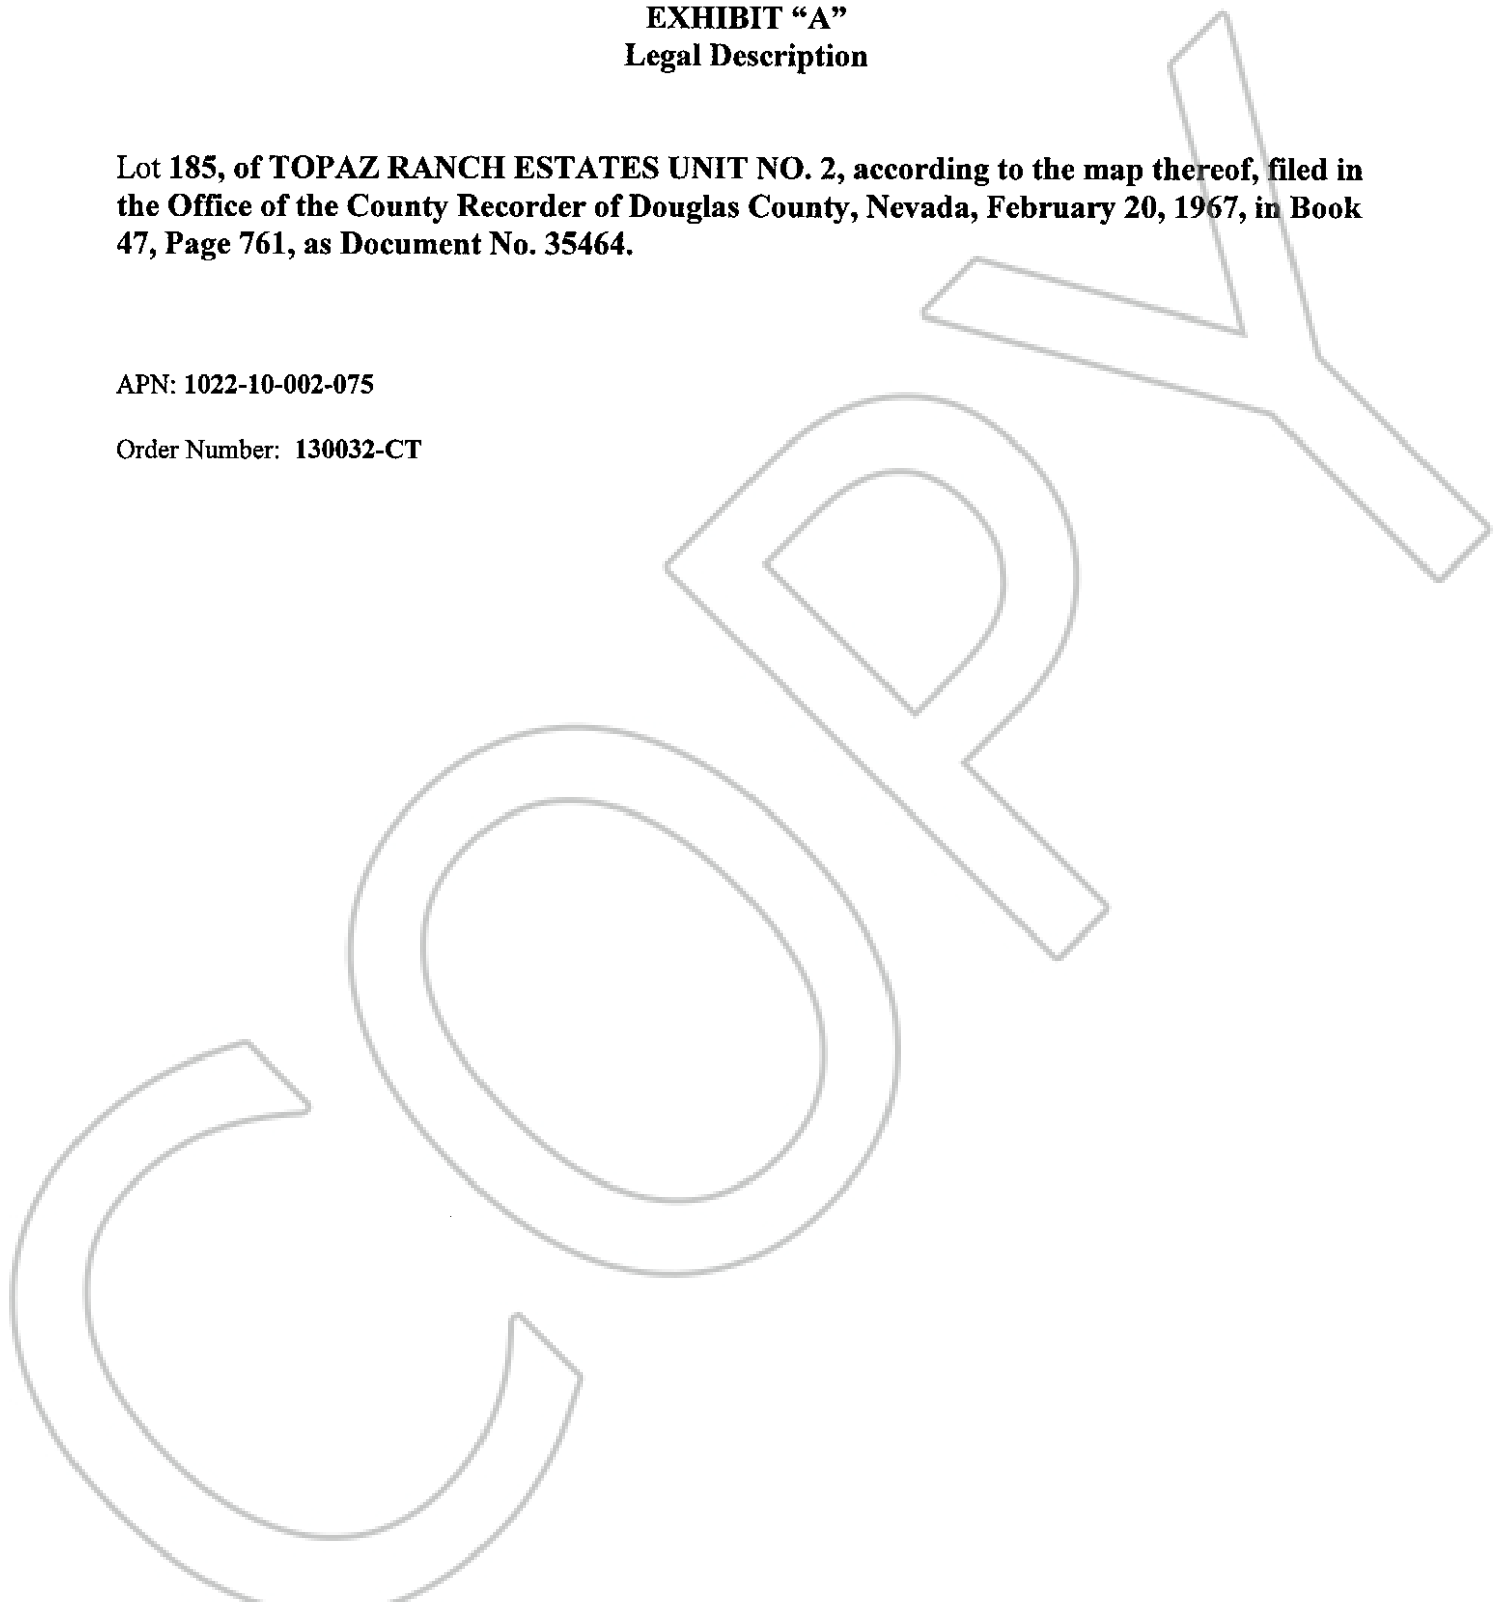 EXHIBIT “A”
Legal Description
Lot 185, of TOPAZ RANCH ESTATES UNIT NO. 2, according to the map thereof, filed in
the Office of the County Recorder of Douglas County, Nevada, February 20, 1967, in Book
47, Page 761, as Document No. 35464.
APN: 1022-10-002-075
Order Number: 130032-CT
COPY